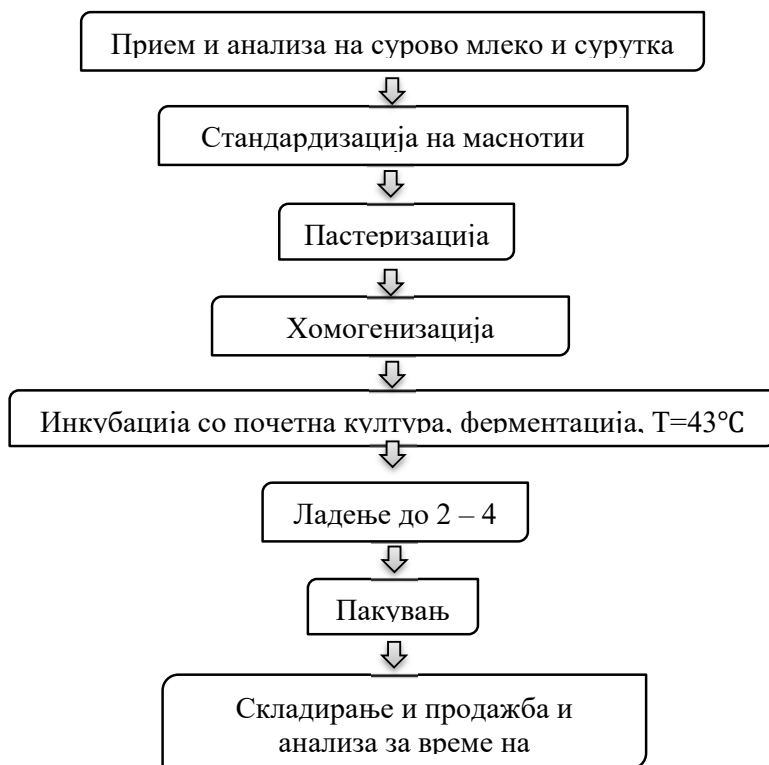 Прием и анализа на сурово млеко и сурутка
Стандардизација на маснотии
Пастеризација
Хомогенизација
Инкубација со почетна култура, ферментација, Т=43°C
Ладење до 2 – 4
Пакувањ
Складирање и продажба и
анализа за време на